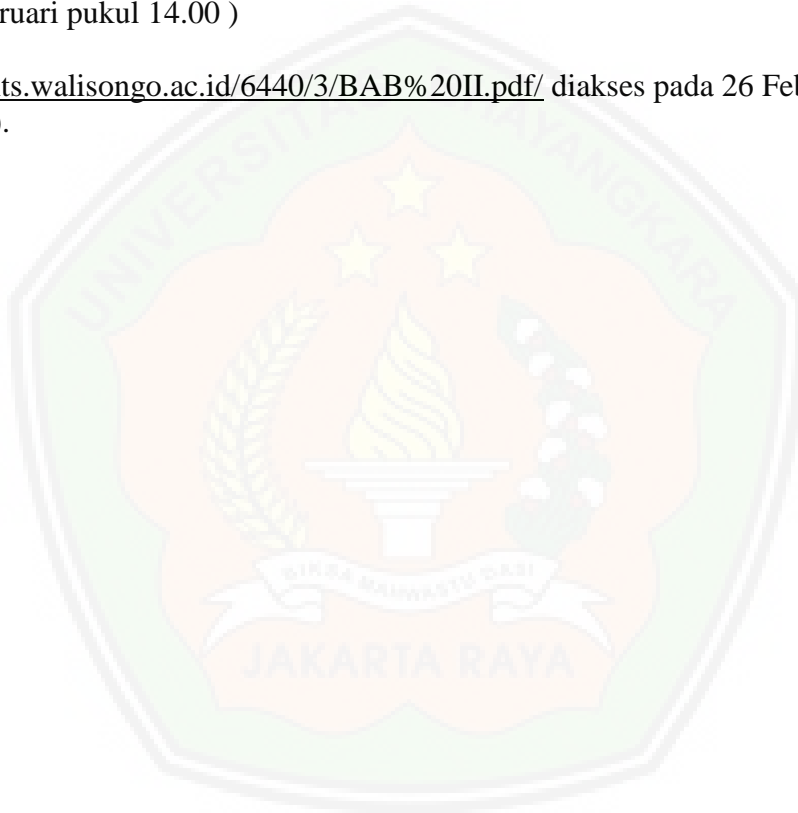 ruari pukul 14.00 )
ts.walisongo.ac.id/6440/3/BAB%20II.pdf/ diakses pada 26 Feb
).
UNIVERSITAS BHAYANGKARA
JAKARTA RAYA